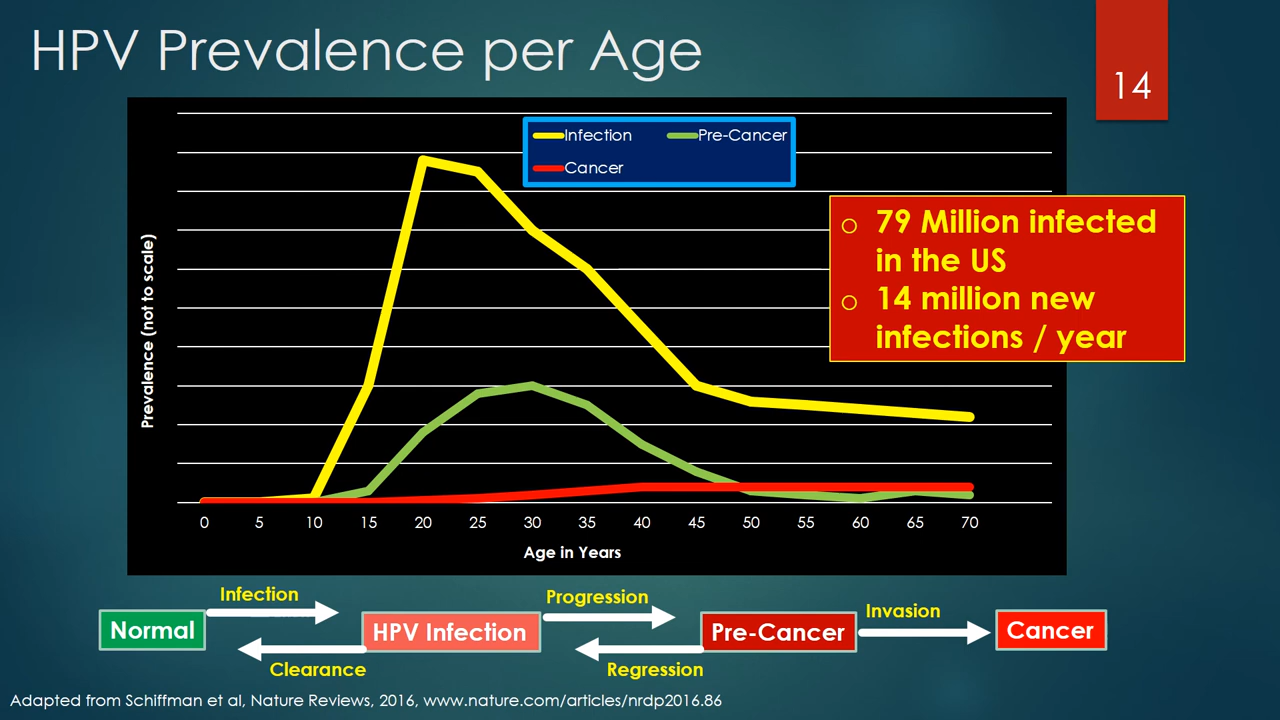 HPV Prevalence per Age
14
Infection
Pre-Cancer
Cancer
o 79 Million infected
in the US
o 14 million new
infections / year
Prevalence (not to scale)
0 5 10 15 20 25 30 35 40 45 50 55 60 65 70
Age in Years
Infection
Progression
Invasion
Normal
HPV Infection
Pre-Cancer
Cancer
Clearance
Regression
Adapted from Schiffman et al, Nature Reviews, 2016, www.nature.com/articles/nrdp2016.86